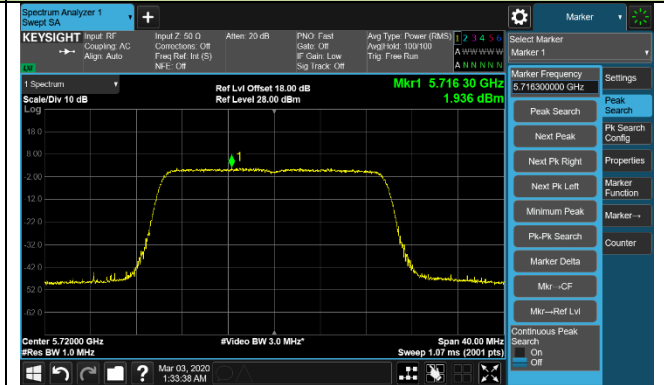 Spectrum Analyzer 1
Swept SA
+
Marker
KEYSIGHT
Input: RF
Coupling: AC
Align: Auto
Input Z: 50 Ω
Corrections: Off
Freq Ref: Int (S)
NFE: Off
Atten: 20 dB
PNO: Fast
Gate: Off
IF Gain: Low
Sig Track: Off
Avg Type: Power (RMS)
Avg|Hold: 100/100
Trig: Free Run
1 2 3 4 5 6
A W W W W W
A N N N N N
Select Marker
Marker 1
LXI
1 Spectrum
Scale/Div 10 dB
Log
Ref Lvl Offset 18.00 dB
Ref Level 28.00 dBm
Mkr1 5.716 30 GHz
1.936 dBm
18.0
8.00
-2.00
-12.0
-22.0
-32.0
-42.0
-52.0
-62.0
1
Center 5.72000 GHz
#Res BW 1.0 MHz
#Video BW 3.0 MHz*
Span 40.00 MHz
Sweep 1.07 ms (2001 pts)
Marker Frequency
5.716300000 GHz
Peak Search
Next Peak
Next Pk Right
Next Pk Left
Minimum Peak
Pk-Pk Search
Marker Delta
Mkr→CF
Mkr→Ref Lvl
Continuous Peak
Search
On
Off
Settings
Peak
Search
Pk Search
Config
Properties
Marker
Function
Marker→
Counter
?
Mar 03, 2020
1:33:38 AM